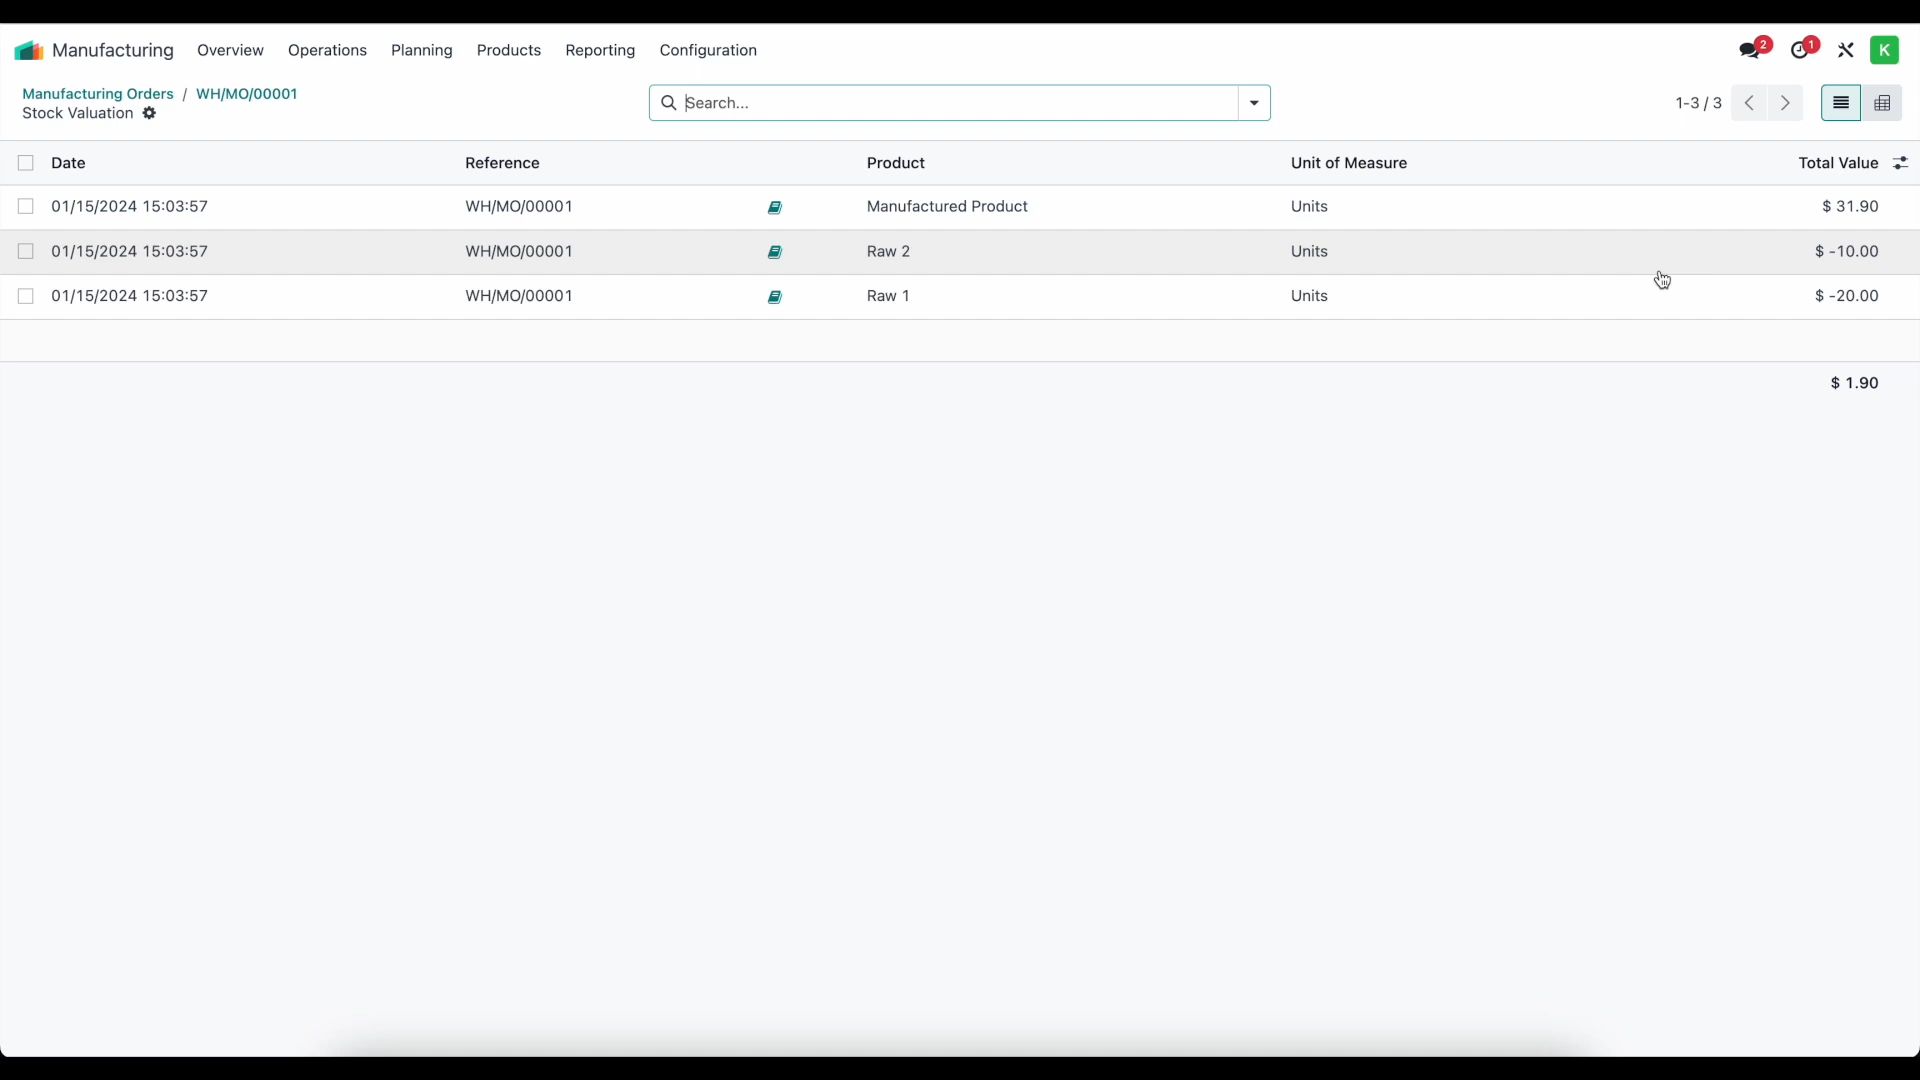 Manufacturing Overview Operations Planning Products Reporting Configuration 2 1 K
Manufacturing Orders / WH/MO/00001
Stock Valuation
Search...
1-3 / 3
Date Reference Product Unit of Measure Total Value
01/15/2024 15:03:57 WH/MO/00001 Manufactured Product Units $ 31.90
01/15/2024 15:03:57 WH/MO/00001 Raw 2 Units $ -10.00
01/15/2024 15:03:57 WH/MO/00001 Raw 1 Units $ -20.00
$ 1.90